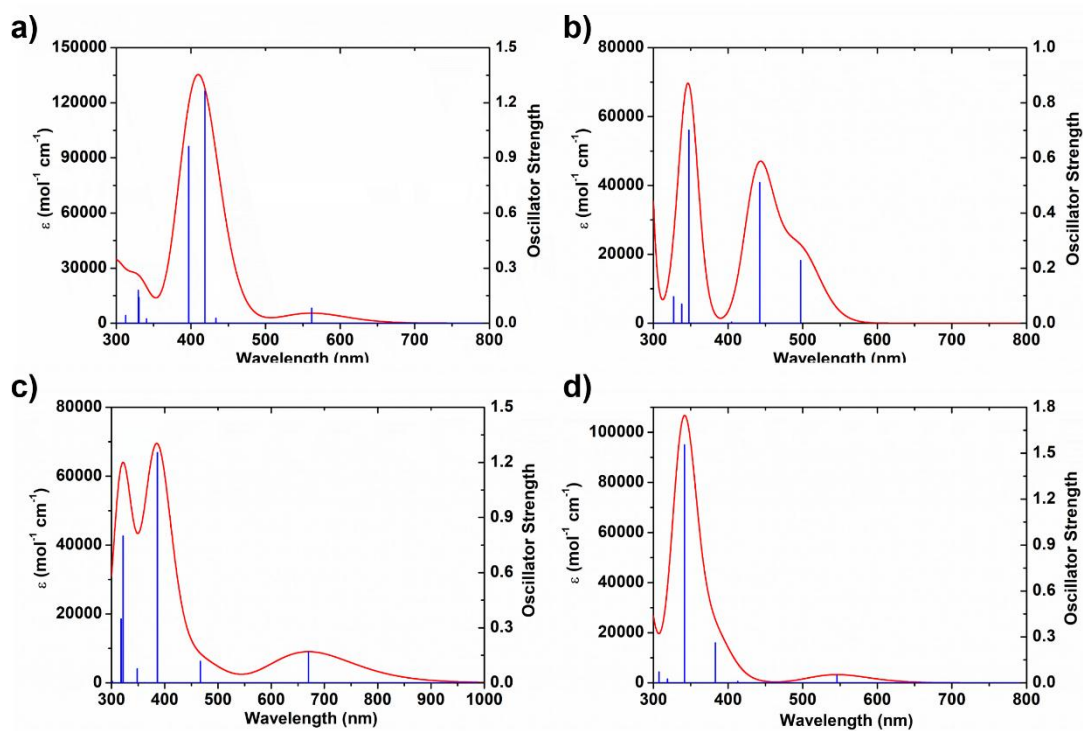 a)
150000
120000
90000
60000
30000
0
ε (mol⁻¹ cm⁻¹)
1.5
1.2
0.9
0.6
0.3
0.0
Oscillator Strength
300 400 500 600 700 800
Wavelength (nm)
b)
80000
60000
40000
20000
0
ε (mol⁻¹ cm⁻¹)
1.0
0.8
0.6
0.4
0.2
0.0
Oscillator Strength
300 400 500 600 700 800
Wavelength (nm)
c)
80000
60000
40000
20000
0
ε (mol⁻¹ cm⁻¹)
1.5
1.2
0.9
0.6
0.3
0.0
Oscillator Strength
300 400 500 600 700 800 900 1000
Wavelength (nm)
d)
100000
80000
60000
40000
20000
0
ε (mol⁻¹ cm⁻¹)
1.8
1.5
1.2
0.9
0.6
0.3
0.0
Oscillator Strength
300 400 500 600 700 800
Wavelength (nm)